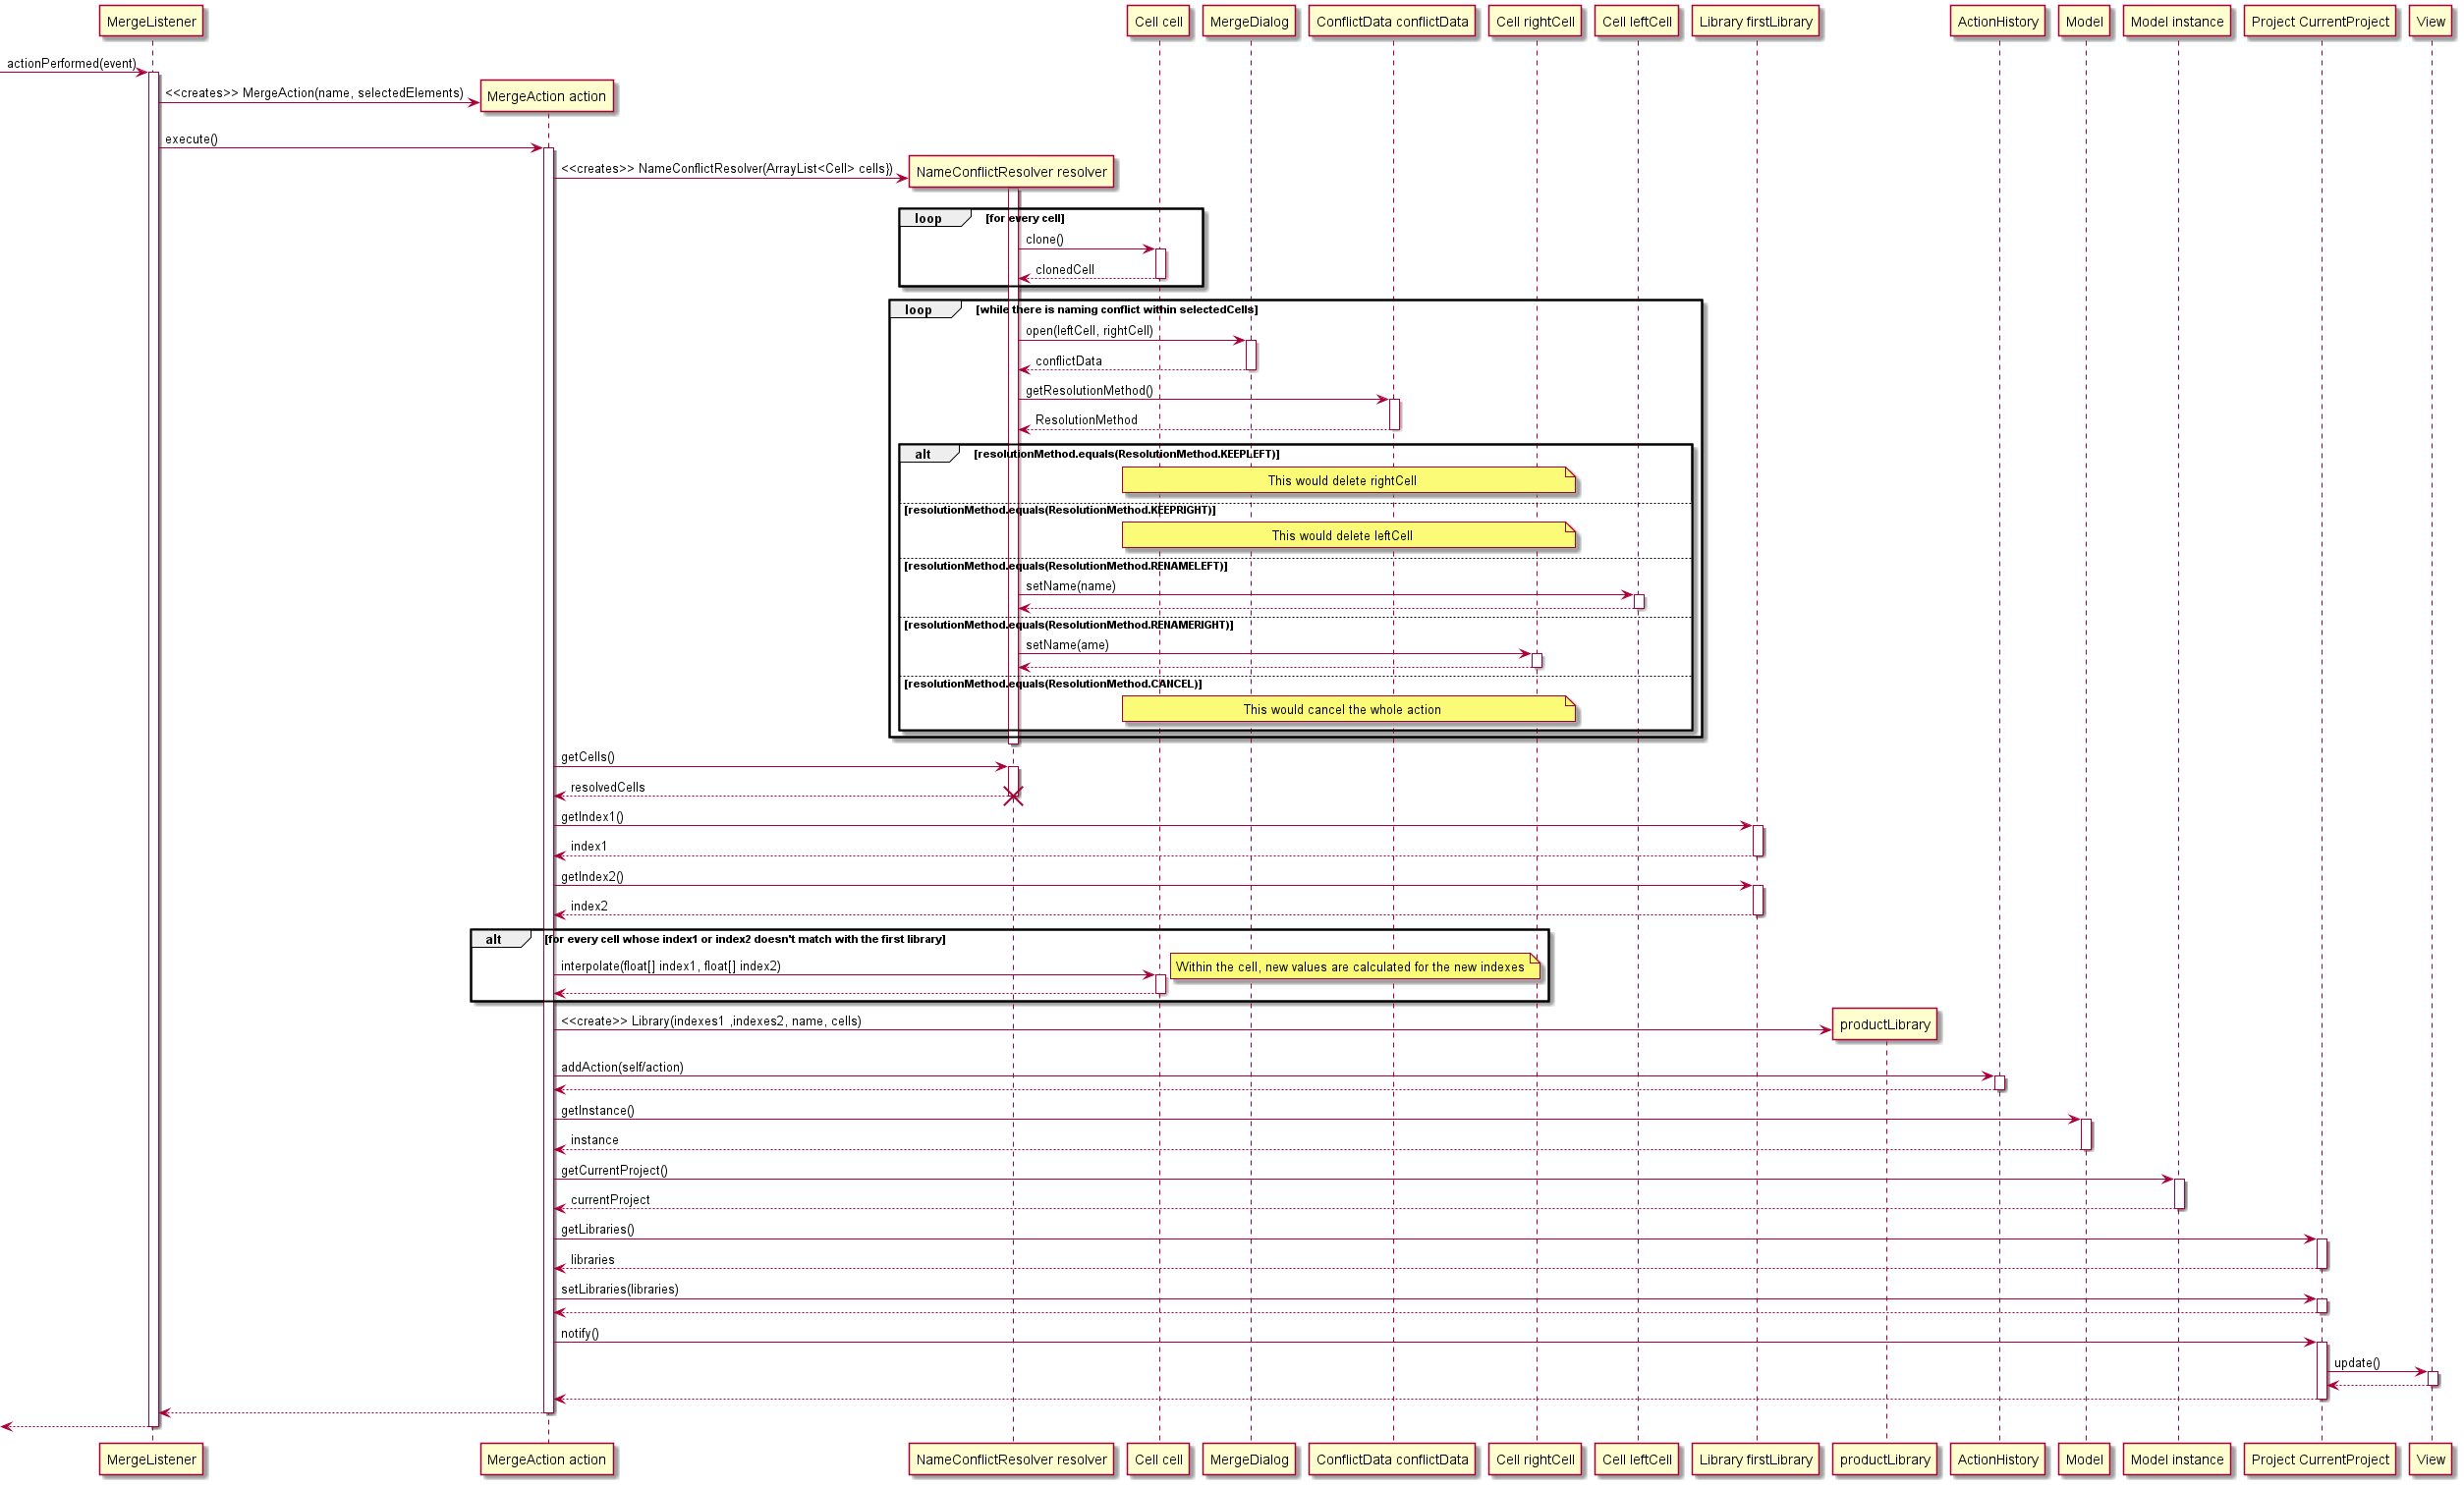 MergeListener
Cell cell
MergeDialog
ConflictData conflictData
Cell rightCell
Cell leftCell
Library firstLibrary
ActionHistory
Model
Model instance
Project CurrentProject
View
actionPerformed(event)
<<creates>> MergeAction(name, selectedElements)
MergeAction action
execute()
<<creates>> NameConflictResolver(ArrayList<Cell> cells))
NameConflictResolver resolver
loop
[for every cell]
clone()
clonedCell
loop
[while there is naming conflict within selectedCells]
open(leftCell, rightCell)
conflictData
getResolutionMethod()
ResolutionMethod
alt
[resolutionMethod.equals(ResolutionMethod.KEEPLEFT)]
This would delete rightCell
[resolutionMethod.equals(ResolutionMethod.KEEPRIGHT)]
This would delete leftCell
[resolutionMethod.equals(ResolutionMethod.RENAMELEFT)]
setName(name)
[resolutionMethod.equals(ResolutionMethod.RENAMERIGHT)]
setName(ame)
[resolutionMethod.equals(ResolutionMethod.CANCEL)]
This would cancel the whole action
getCells()
resolvedCells
getIndex1()
index1
getIndex2()
index2
alt
[for every cell whose index1 or index2 doesn't match with the first library]
interpolate(float[] index1, float[] index2)
Within the cell, new values are calculated for the new indexes
<<create>> Library(indexes1 ,indexes2, name, cells)
productLibrary
addAction(self/action)
getInstance()
instance
getCurrentProject()
currentProject
getLibraries()
libraries
setLibraries(libraries)
notify()
update()
MergeListener
MergeAction action
NameConflictResolver resolver
Cell cell
MergeDialog
ConflictData conflictData
Cell rightCell
Cell leftCell
Library firstLibrary
productLibrary
ActionHistory
Model
Model instance
Project CurrentProject
View